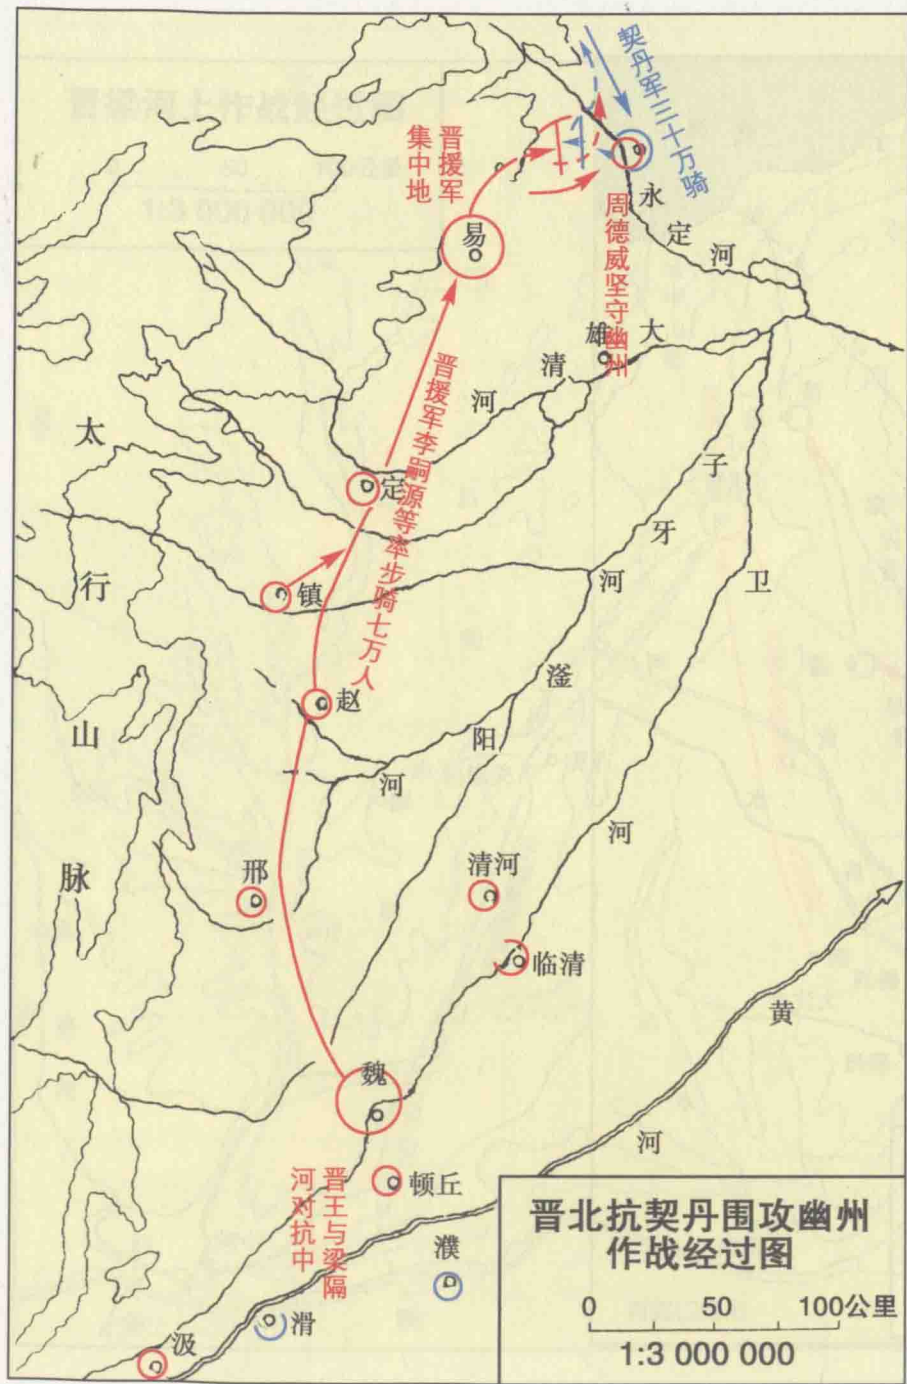 契丹军三十万骑
晋援军
集中地
易
周德威坚守幽州
永定河
雄
大清河
晋援军李嗣源等率步骑七万人
定
镇
赵
太行山脉
子牙河
卫河
滏阳河
邢
清河
临清
黄河
魏
顿丘
晋王与梁隔
河对抗中
濮
滑
汲
晋北抗契丹围攻幽州
作战经过图
0 50 100公里
1:3 000 000